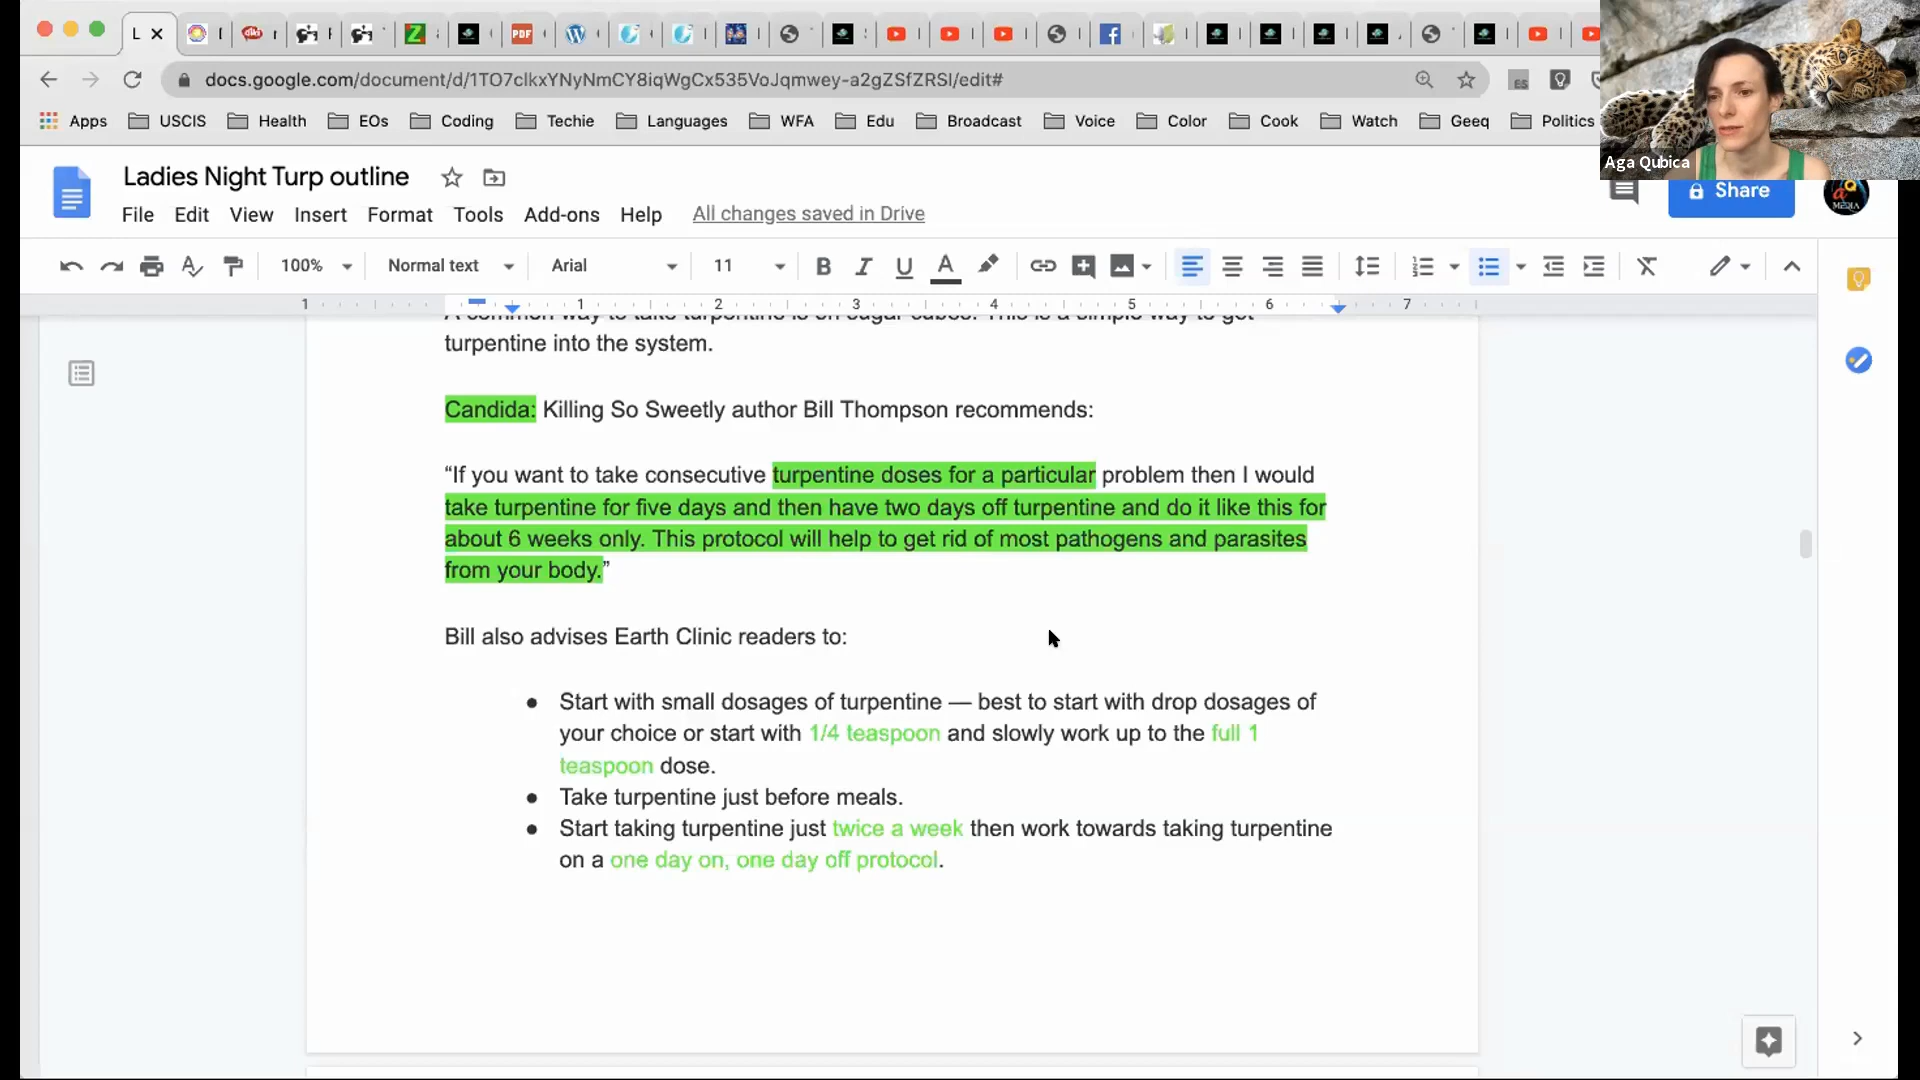 L
docs.google.com/document/d/1TO7clkxYNyNmCY8iqWgCx535VoJqmwey-a2gZSfZRSI/edit#
Apps USCIS Health EOs Coding Techie Languages WFA Edu Broadcast Voice Color Cook Watch Geeq Politics
Aga Qubica
Ladies Night Turp outline
Share
File Edit View Insert Format Tools Add-ons Help All changes saved in Drive
100% Normal text Arial 11
1 1 2 3 4 5 6 7
A common way to take turpentine is on sugar cubes. This is a simple way to get
turpentine into the system.
Candida: Killing So Sweetly author Bill Thompson recommends:
“If you want to take consecutive turpentine doses for a particular problem then I would
take turpentine for five days and then have two days off turpentine and do it like this for
about 6 weeks only. This protocol will help to get rid of most pathogens and parasites
from your body.”
Bill also advises Earth Clinic readers to:
● Start with small dosages of turpentine — best to start with drop dosages of
your choice or start with 1/4 teaspoon and slowly work up to the full 1
teaspoon dose.
● Take turpentine just before meals.
● Start taking turpentine just twice a week then work towards taking turpentine
on a one day on, one day off protocol.